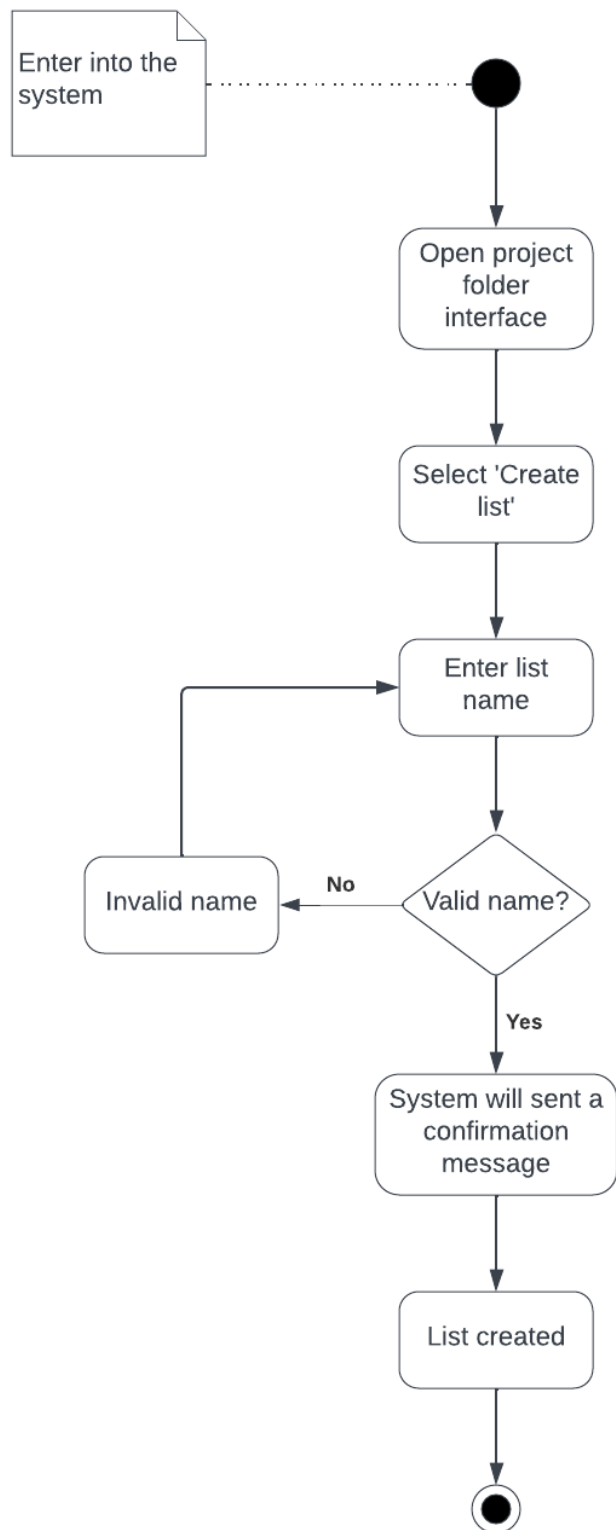 Enter into the
system
Open project
folder
interface
Select 'Create
list'
Enter list
name
Valid name?
No
Invalid name
Yes
System will sent a
confirmation
message
List created